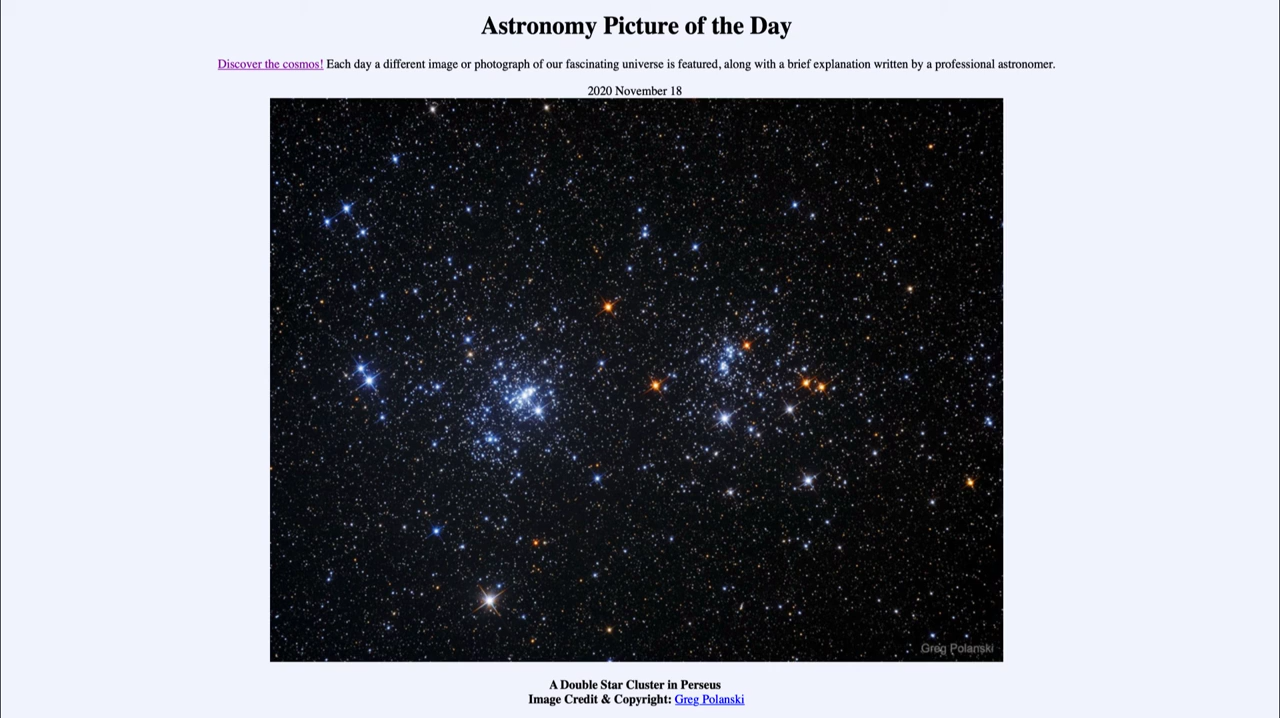 Astronomy Picture of the Day
Discover the cosmos! Each day a different image or photograph of our fascinating universe is featured, along with a brief explanation written by a professional astronomer.
2020 November 18
Greg Polanski
A Double Star Cluster in Perseus
Image Credit & Copyright: Greg Polanski